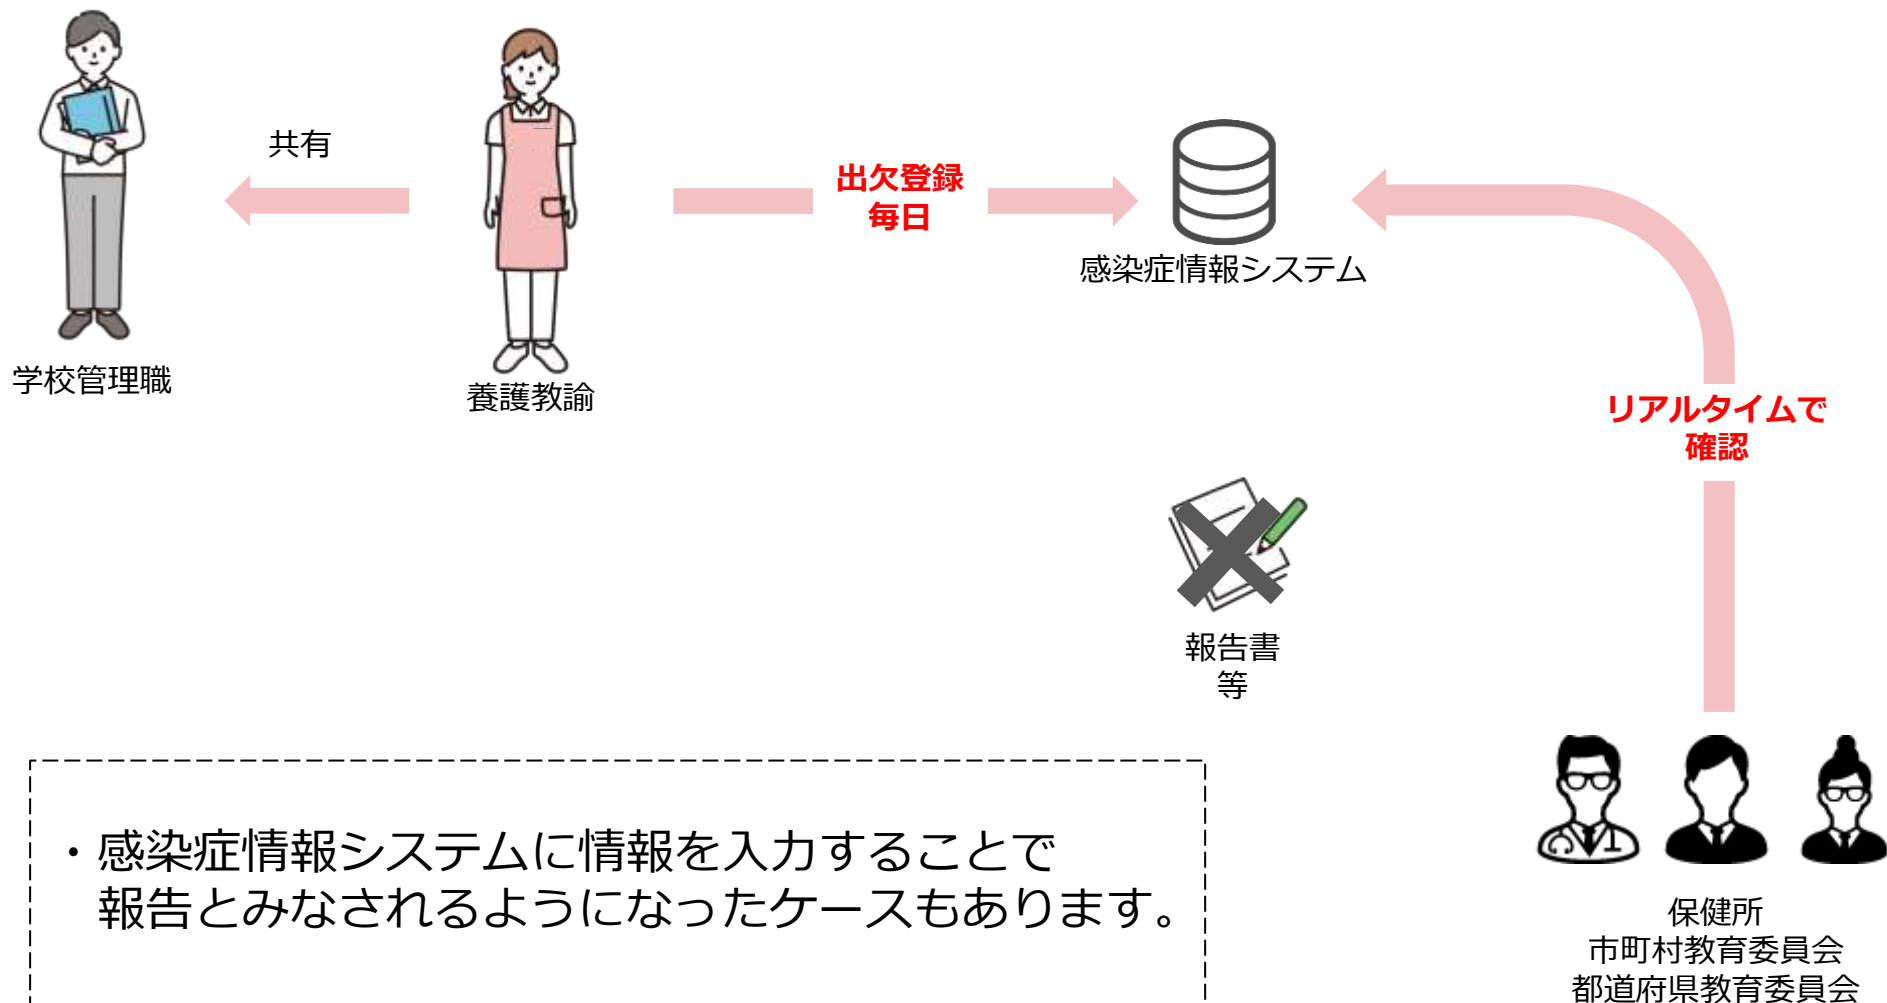 共有
出欠登録
毎日
感染症情報システム
学校管理職
養護教諭
リアルタイムで
確認
報告書
等
・感染症情報システムに情報を入力することで
報告とみなされるようになったケースもあります。
保健所
市町村教育委員会
都道府県教育委員会